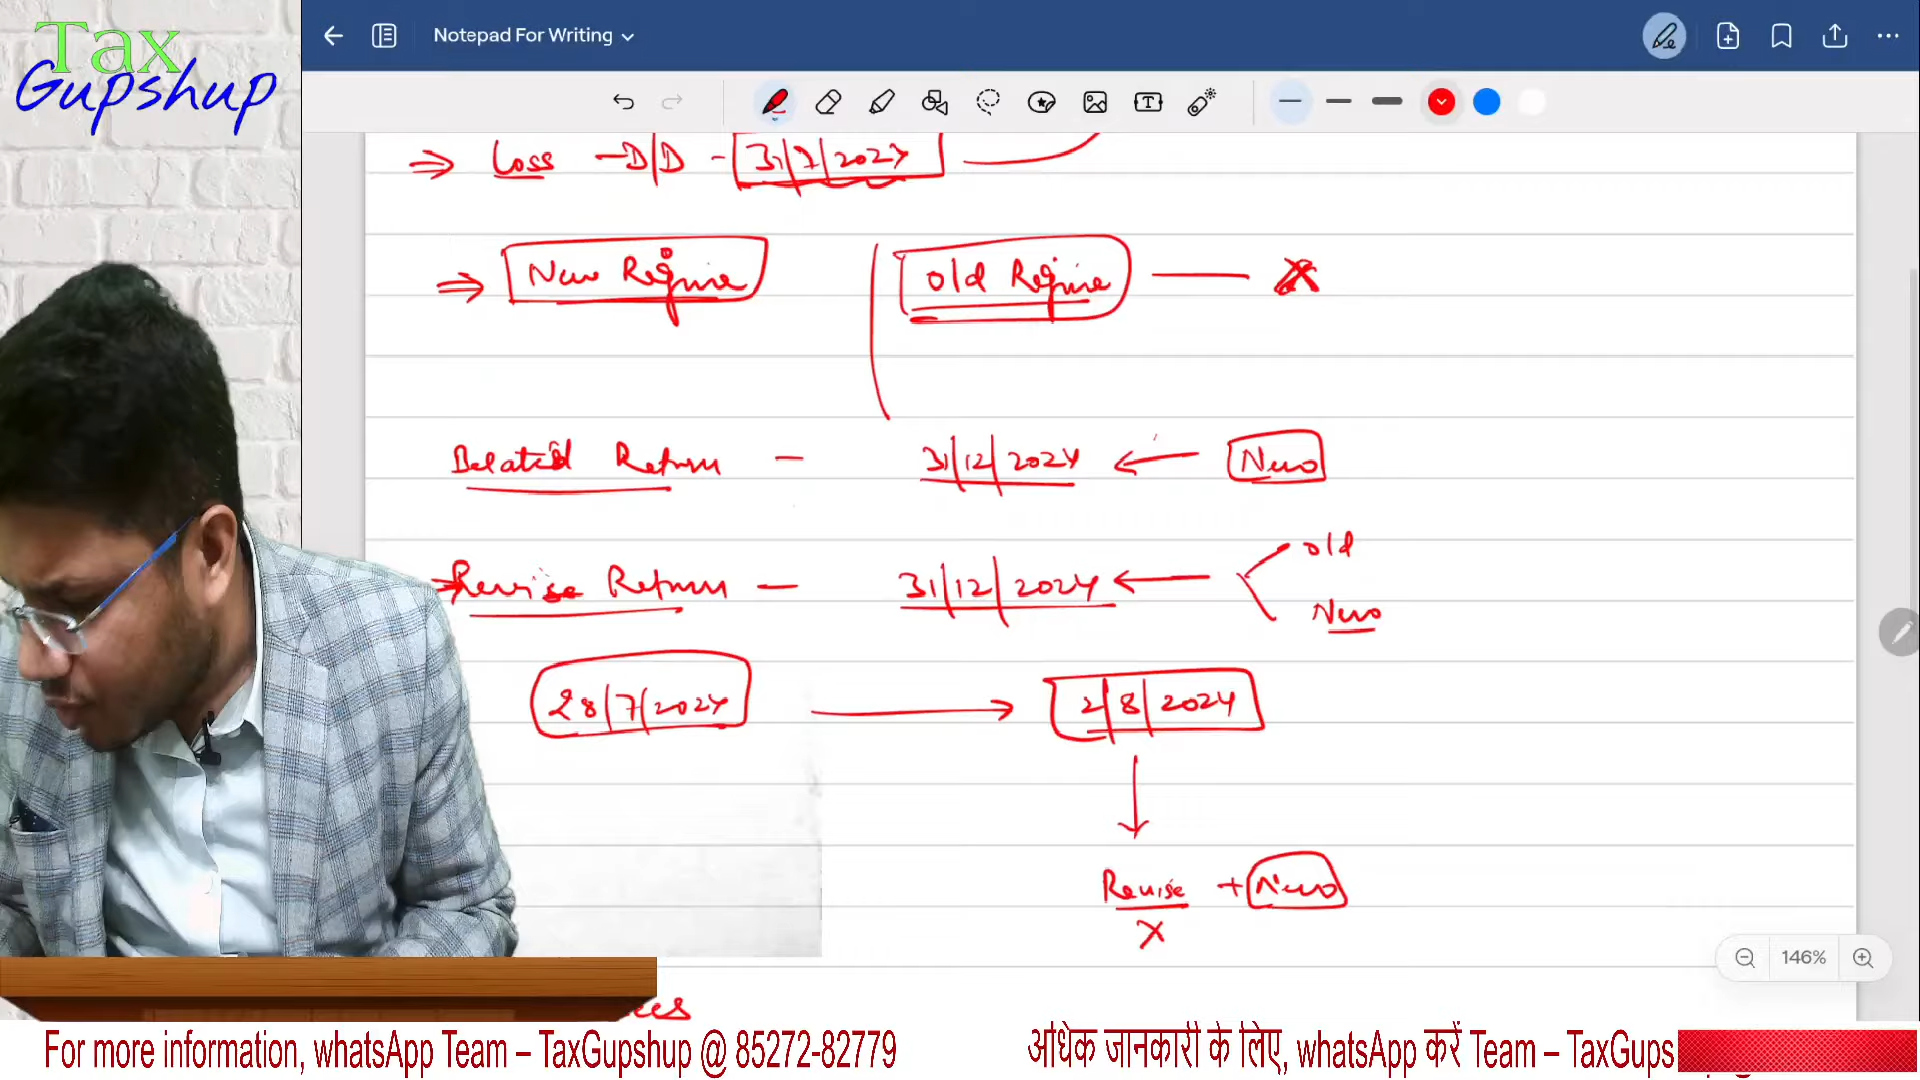 Tax
Gupshup
Notepad For Writing
⇒ Loss - D/D - 31/7/2024
⇒ New Regime Old Regime — X
Belated Return - 31/12/2024 ← New
→ Revise Return - 31/12/2024 ← Old
New
28/7/2024 → 2/8/2024
↓
Revise + New
X
146%
For more information, whatsApp Team – TaxGupshup @ 85272-82779
अधिक जानकारी के लिए, whatsApp करें Team – TaxGups